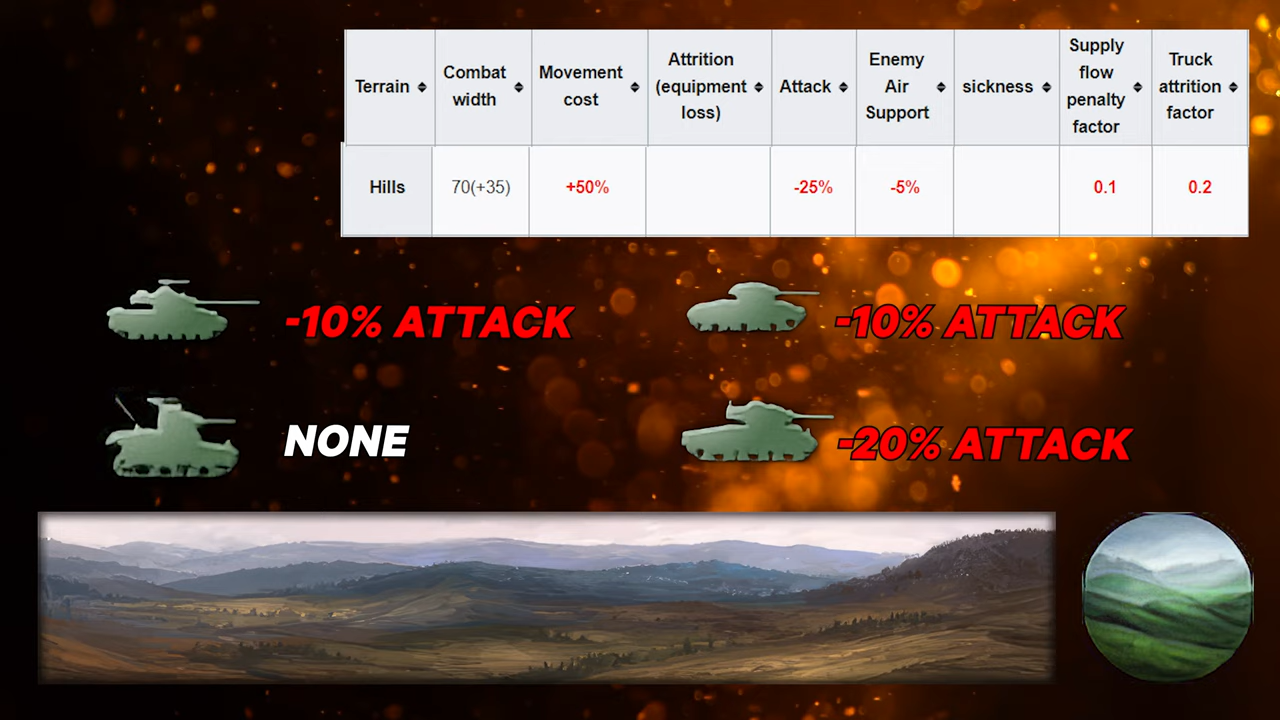 Terrain
Combat width
Movement cost
Attrition (equipment loss)
Attack
Enemy Air Support
sickness
Supply flow penalty factor
Truck attrition factor
Hills
70(+35)
+50%
-25%
-5%
0.1
0.2
-10% ATTACK
-10% ATTACK
NONE
-20% ATTACK